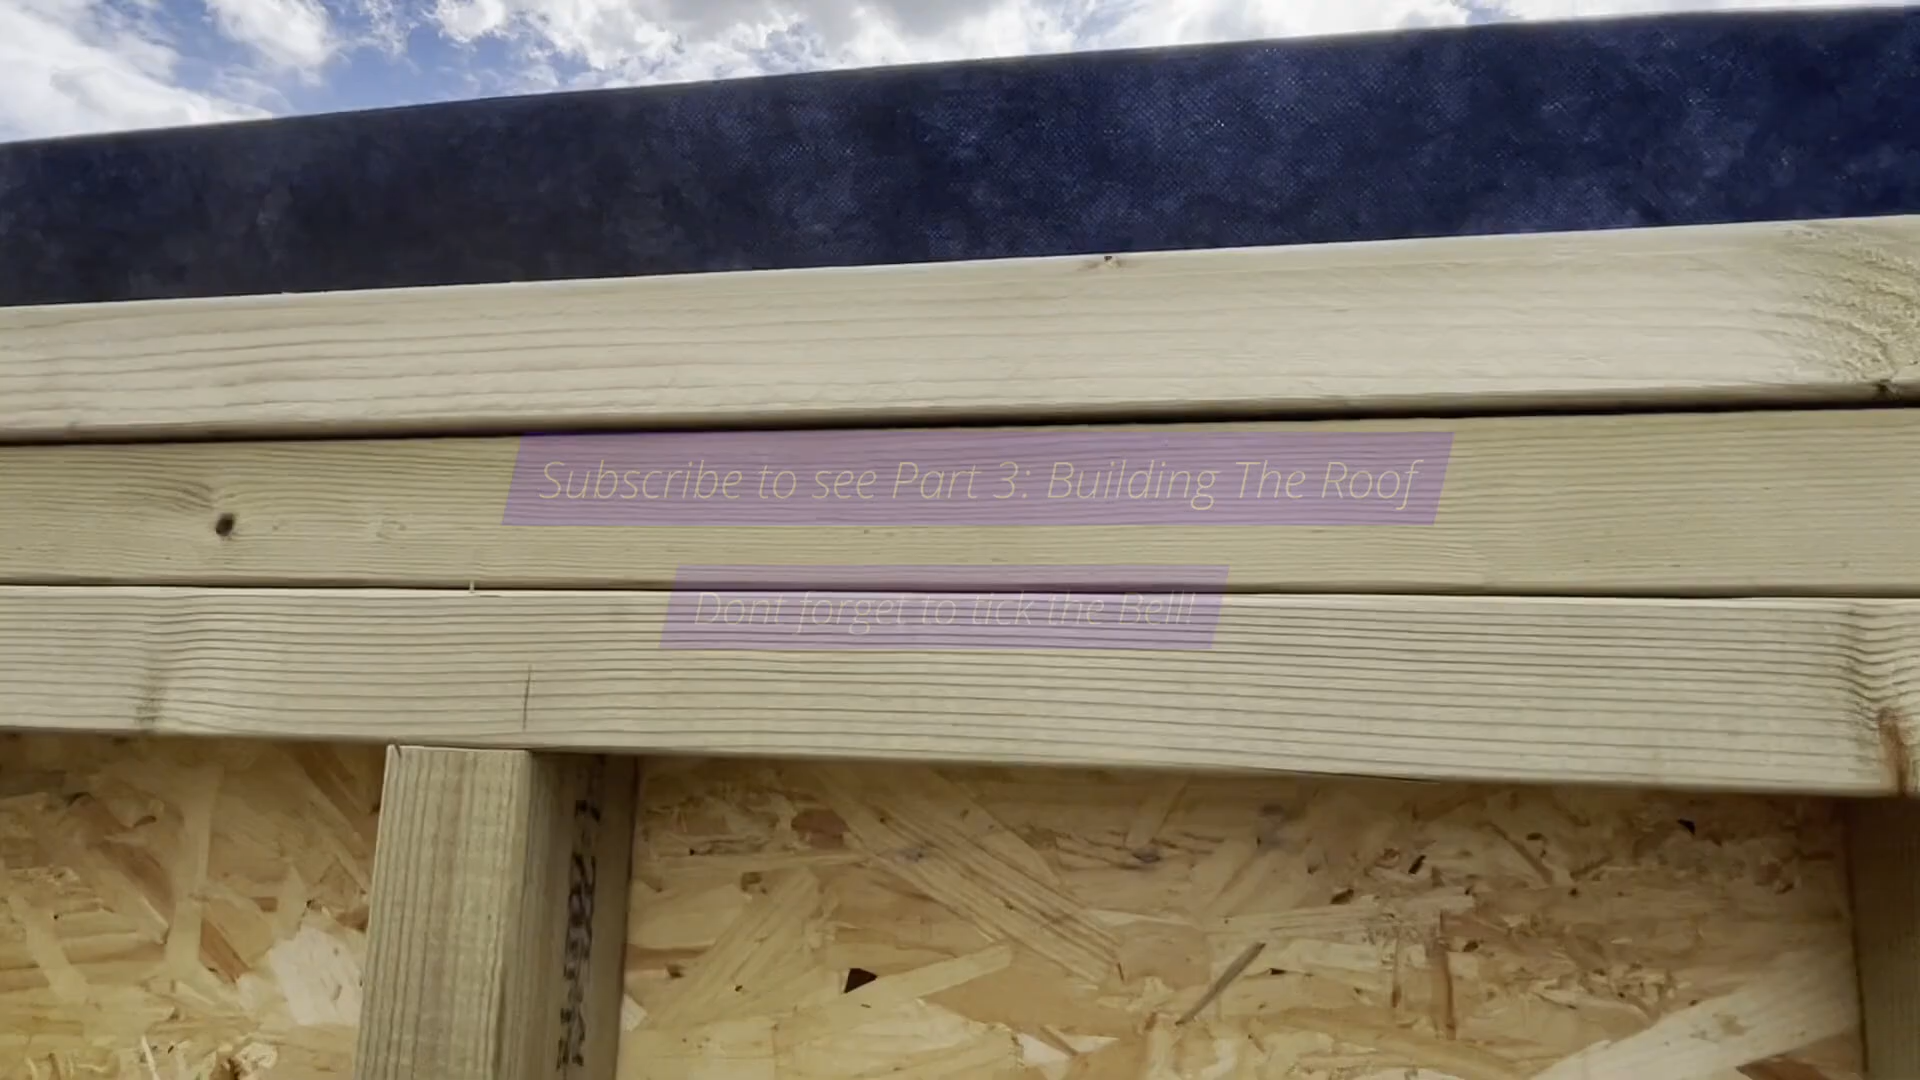 Subscribe to see Part 3: Building The Roof
Dont forget to tick the Bell!